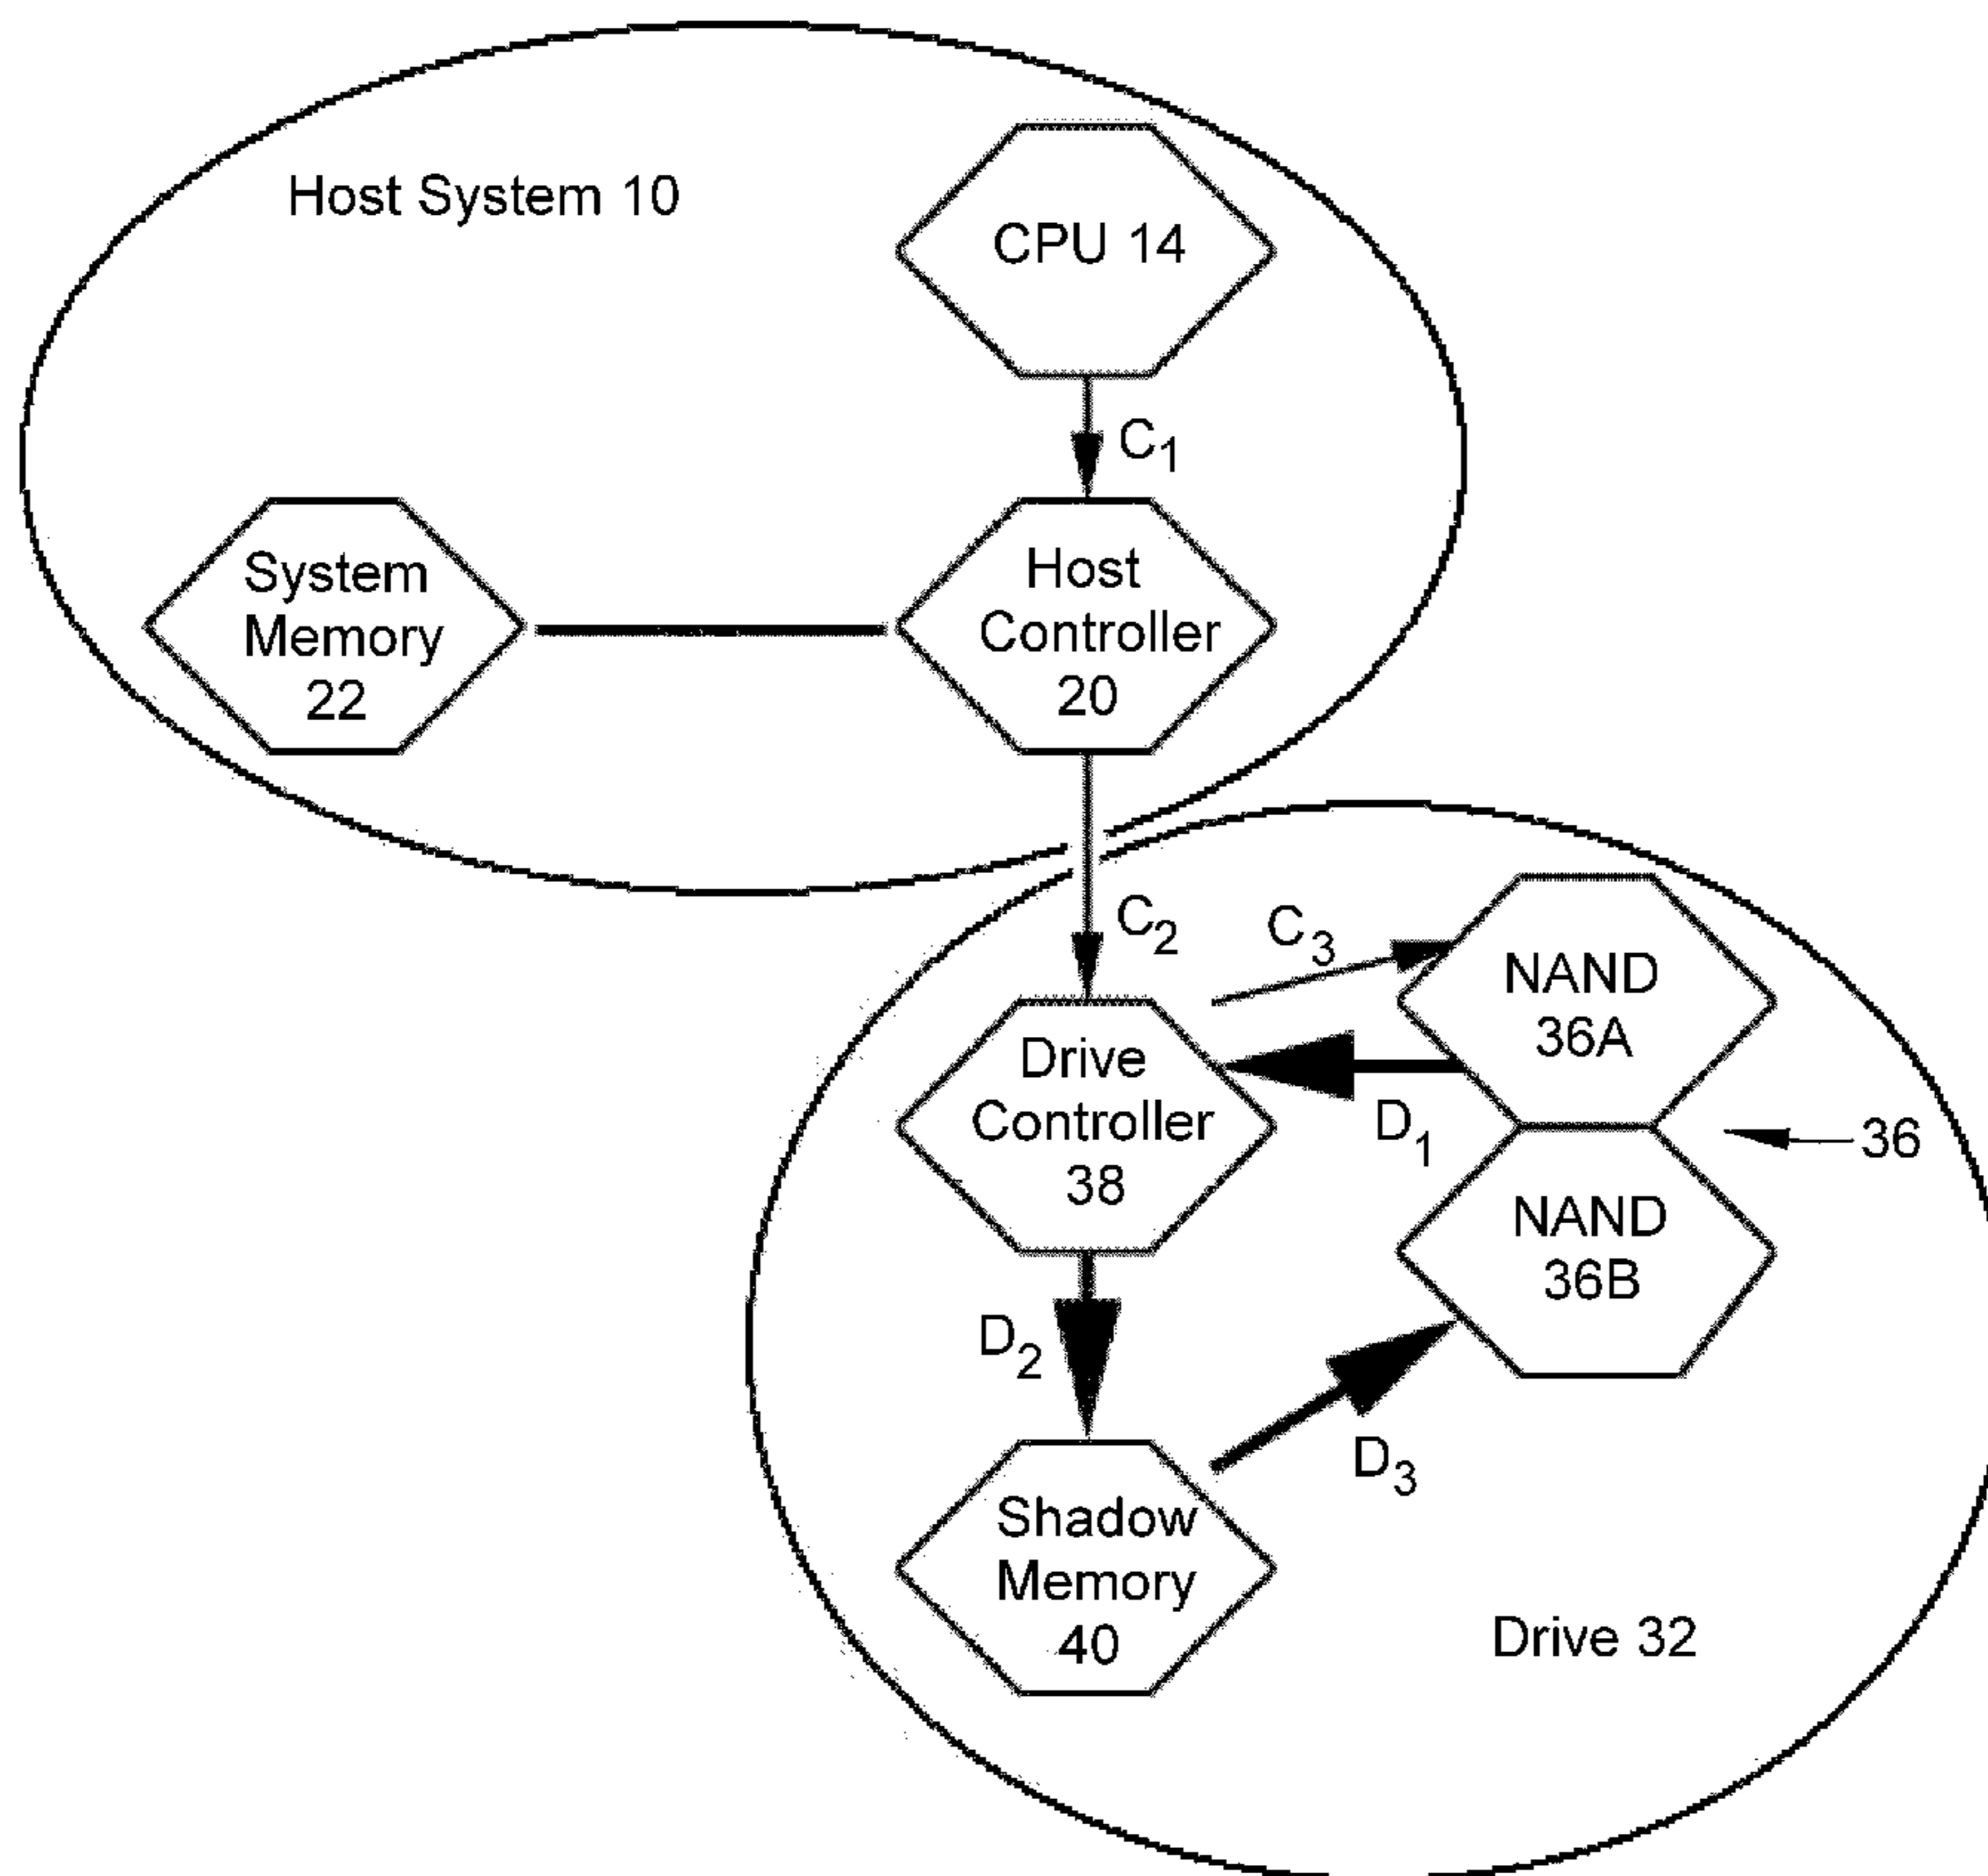 Host System 10
CPU 14
C1
System
Memory
22
Host
Controller
20
C2
C3
NAND
36A
Drive
Controller
38
D1
36
NAND
36B
D2
D3
Shadow
Memory
40
Drive 32